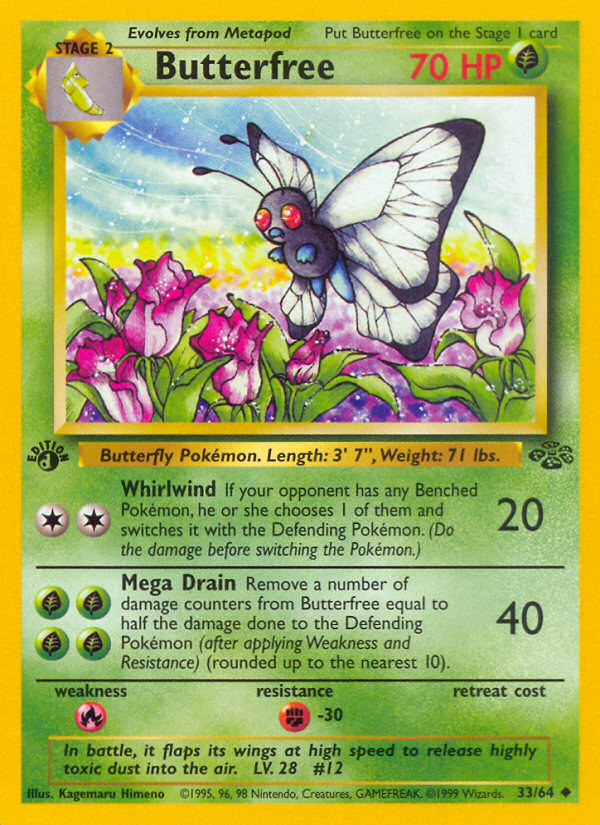 Evolves from Metapod Put Butterfree on the Stage 1 card
STAGE 2
Butterfree 70 HP
EDITION 1
Butterfly Pokémon. Length: 3' 7", Weight: 71 lbs.
Whirlwind If your opponent has any Benched
Pokémon, he or she chooses 1 of them and
switches it with the Defending Pokémon. (Do
the damage before switching the Pokémon.)
20
Mega Drain Remove a number of
damage counters from Butterfree equal to
half the damage done to the Defending
Pokémon (after applying Weakness and
Resistance) (rounded up to the nearest 10).
40
weakness resistance retreat cost
-30
In battle, it flaps its wings at high speed to release highly
toxic dust into the air. LV. 28 #12
Illus. Kagemaru Himeno ©1995, 96, 98 Nintendo, Creatures, GAMEFREAK. ©1999 Wizards. 33/64